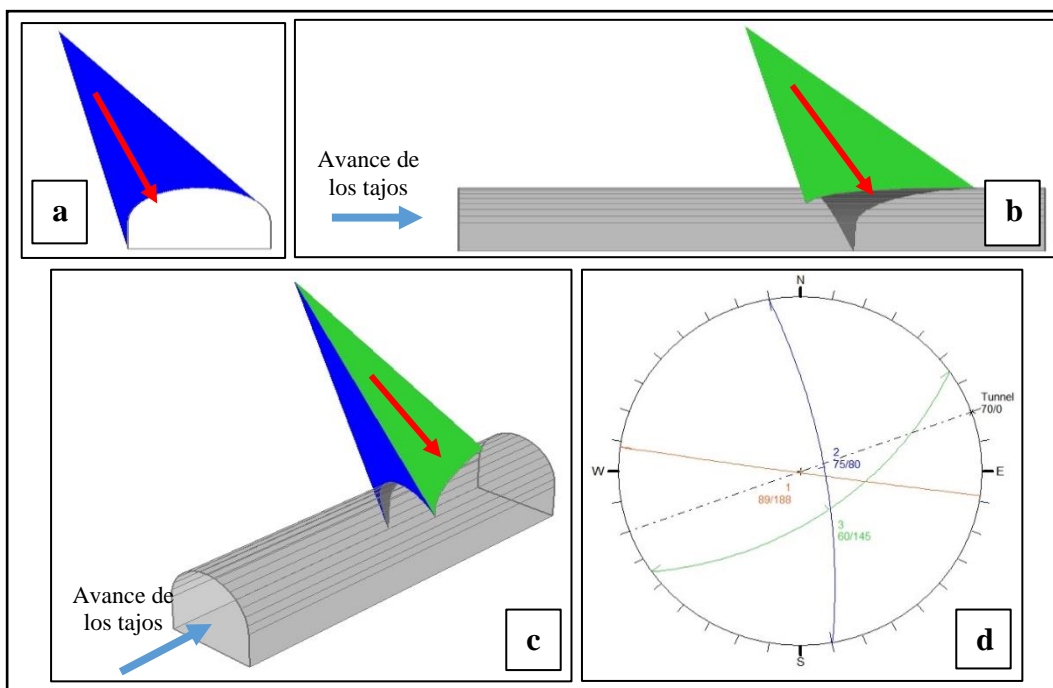 a
Avance de
los tajos
b
Avance de
los tajos
c
N
Tunnel
70/0
W
E
2
75/80
1
89/188
3
60/145
S
d